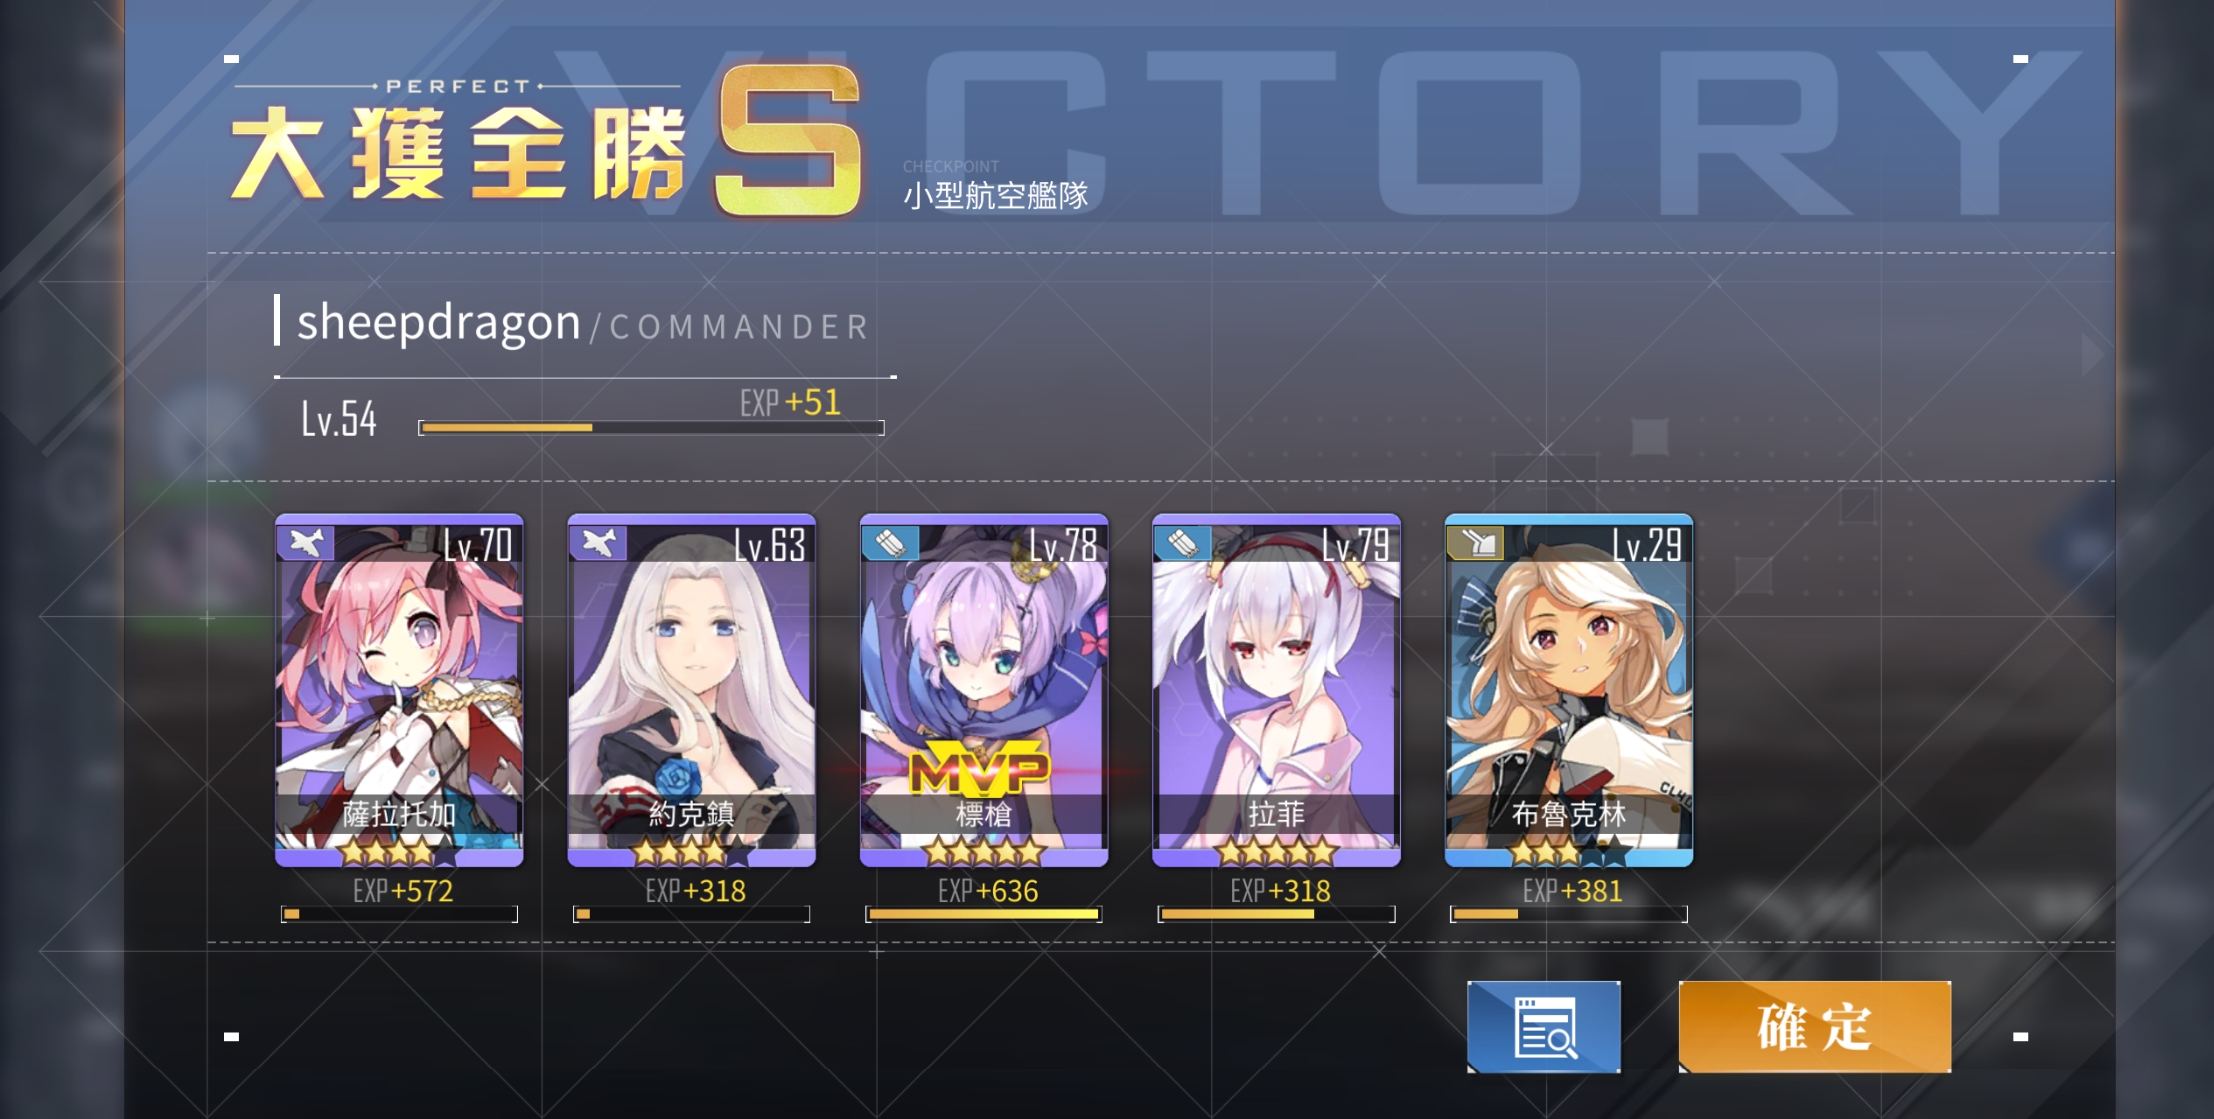 VICTORY
PERFECT
大獲全勝 S
CHECKPOINT
小型航空艦隊
sheepdragon/COMMANDER
EXP +51
Lv.54
Lv.70
Lv.63
Lv.78
Lv.79
Lv.29
MVP
薩拉托加
約克鎮
標槍
拉菲
布魯克林
EXP+572
EXP+318
EXP+636
EXP+318
EXP+381
確定